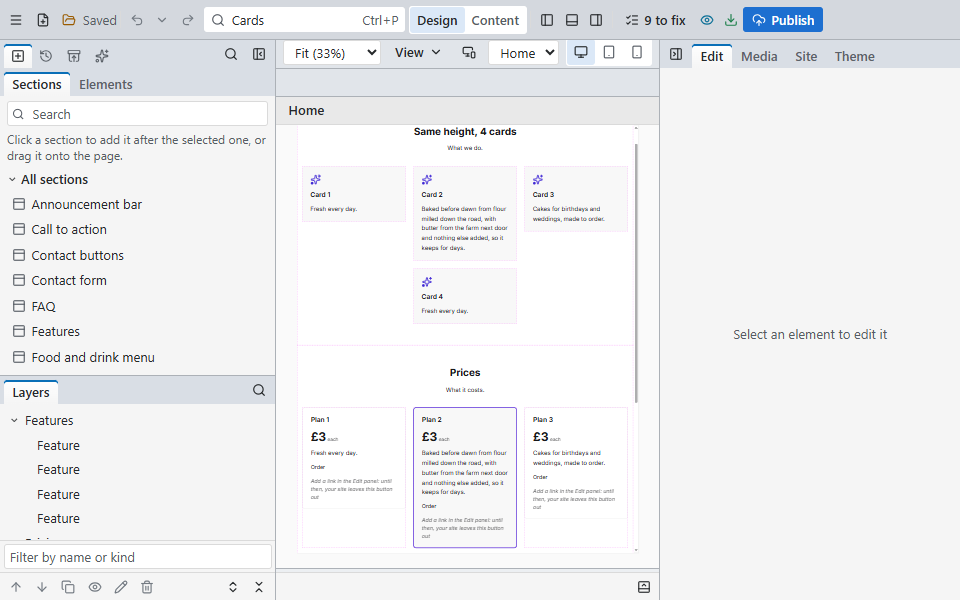 Saved
Cards
Ctrl+P
Design
Content
9 to fix
Publish
Sections
Elements
Search
Click a section to add it after the selected one, or
drag it onto the page.
All sections
Announcement bar
Call to action
Contact buttons
Contact form
FAQ
Features
Food and drink menu
Layers
Features
Feature
Feature
Feature
Feature
Filter by name or kind
Fit (33%)
View
Home
Home
Same height, 4 cards
What we do.
Card 1
Fresh every day.
Card 2
Baked before dawn from flour
milled down the road, with
butter from the farm next door
and nothing else added, so it
keeps for days.
Card 3
Cakes for birthdays and
weddings, made to order.
Card 4
Fresh every day.
Prices
What it costs.
Plan 1
£3 each
Fresh every day.
Order
Add a link in the Edit panel: until
then, your site leaves this button
out
Plan 2
£3 each
Baked before dawn from flour
milled down the road, with
butter from the farm next door
and nothing else added, so it
keeps for days.
Order
Add a link in the Edit panel: until
then, your site leaves this button
out
Plan 3
£3 each
Cakes for birthdays and
weddings, made to order.
Order
Add a link in the Edit panel: until
then, your site leaves this button
out
Edit
Media
Site
Theme
Select an element to edit it